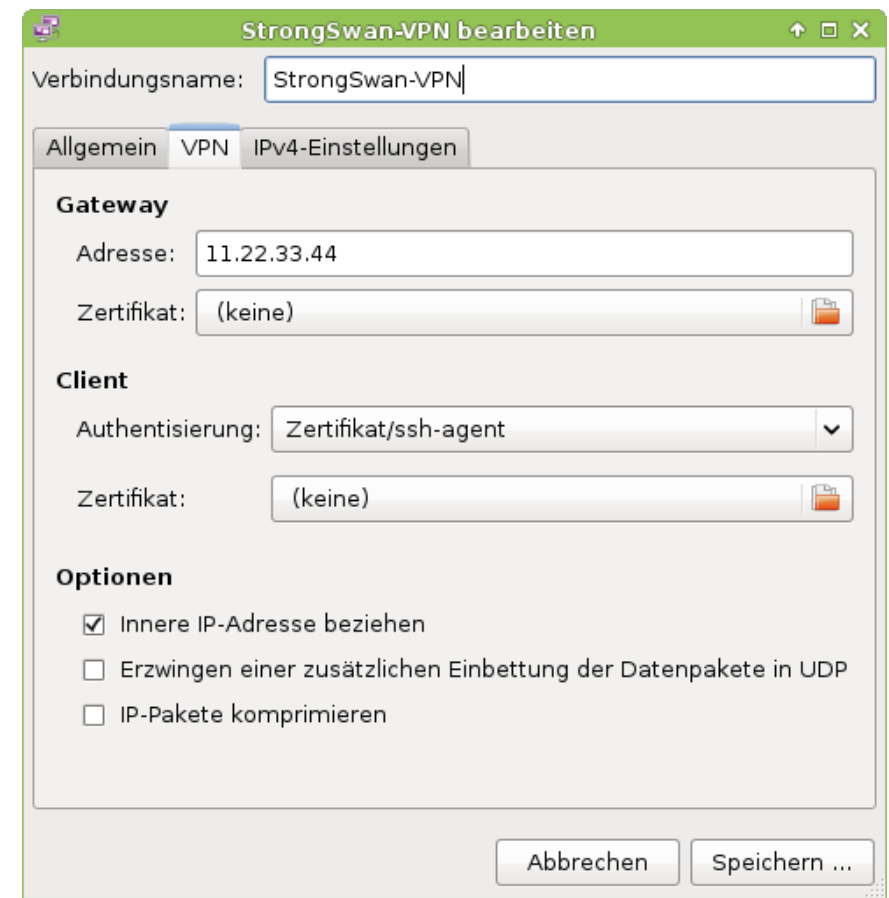 StrongSwan-VPN bearbeiten
Verbindungsname: StrongSwan-VPN
Allgemein VPN IPv4-Einstellungen
Gateway
Adresse: 11.22.33.44
Zertifikat: (keine)
Client
Authentisierung: Zertifikat/ssh-agent
Zertifikat: (keine)
Optionen
Innere IP-Adresse beziehen
Erzwingen einer zusätzlichen Einbettung der Datenpakete in UDP
IP-Pakete komprimieren
Abbrechen Speichern ...